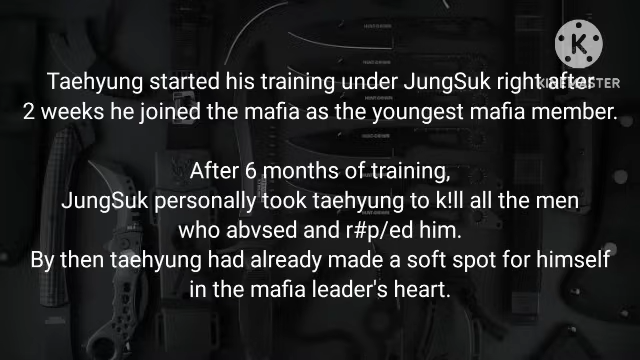 K
KINEMASTER
Taehyung started his training under JungSuk right after
2 weeks he joined the mafia as the youngest mafia member.
After 6 months of training,
JungSuk personally took taehyung to k!ll all the men
who abvsed and r#p/ed him.
By then taehyung had already made a soft spot for himself
in the mafia leader's heart.